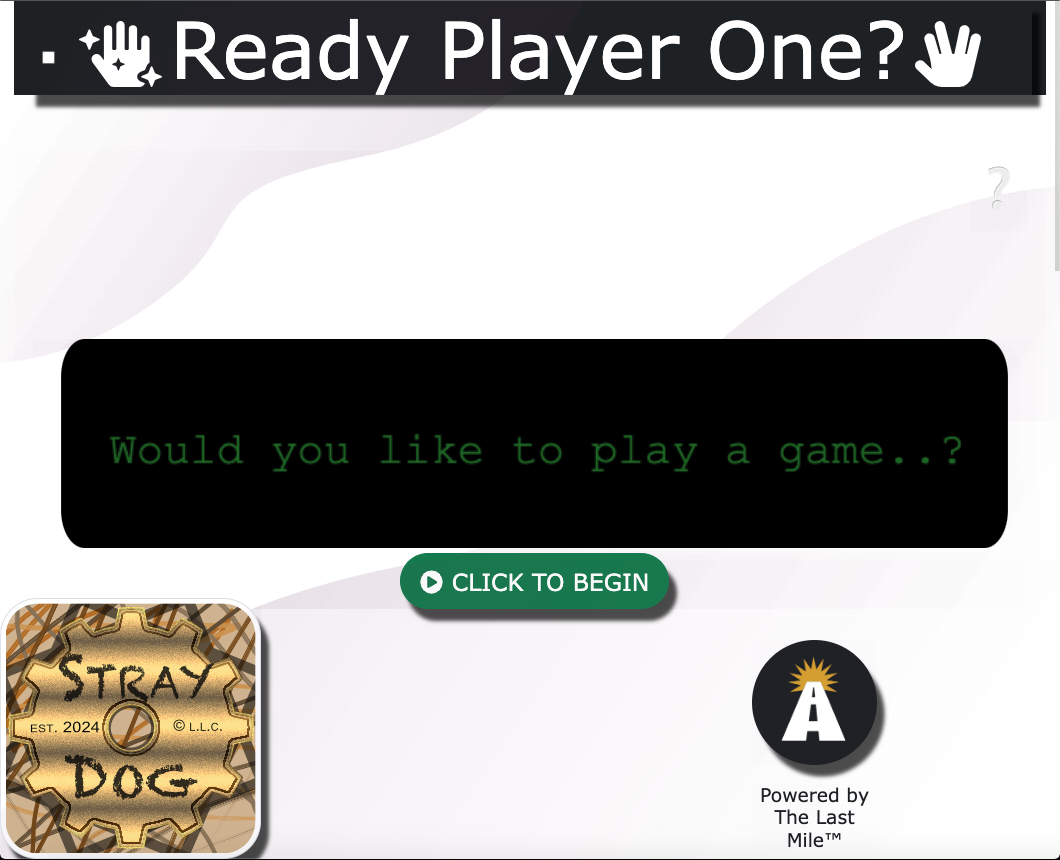 Ready Player One?
?
Would you like to play a game..?
CLICK TO BEGIN
STRAY
EST. 2024 © L.L.C.
DOG
A
Powered by
The Last
Mile™